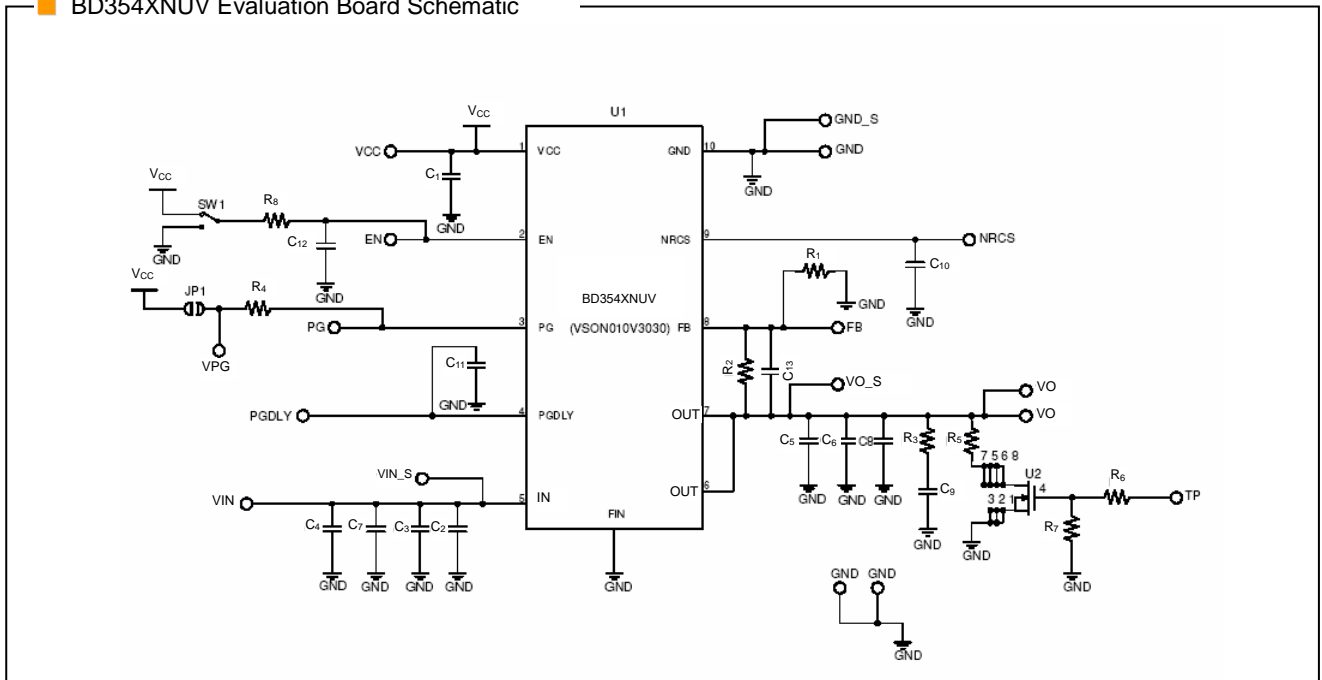 BD354XNUV Evaluation Board Schematic
U1
VCC
VCC
C1
GND
1
VCC
GND
10
GND_S
GND
GND
VCC
SW1
R8
GND
C12
GND
EN
2
EN
NRCS
9
NRCS
C10
GND
VCC
JP1
R4
VPG
PG
3
PG
BD354XNUV
(VSON010V3030)
FB
8
R1
GND
FB
R2
C13
C11
GND
PGDLY
4
PGDLY
OUT
7
VO_S
VO
VO
C5
C6
C8
R3
R5
GND
GND
GND
C9
GND
7 5 6 8
U2
3 2 1
4
GND
R6
TP
R7
GND
VIN_S
VIN
5
IN
OUT
6
C4
C7
C3
C2
GND
GND
GND
GND
FIN
GND
GND
GND
GND